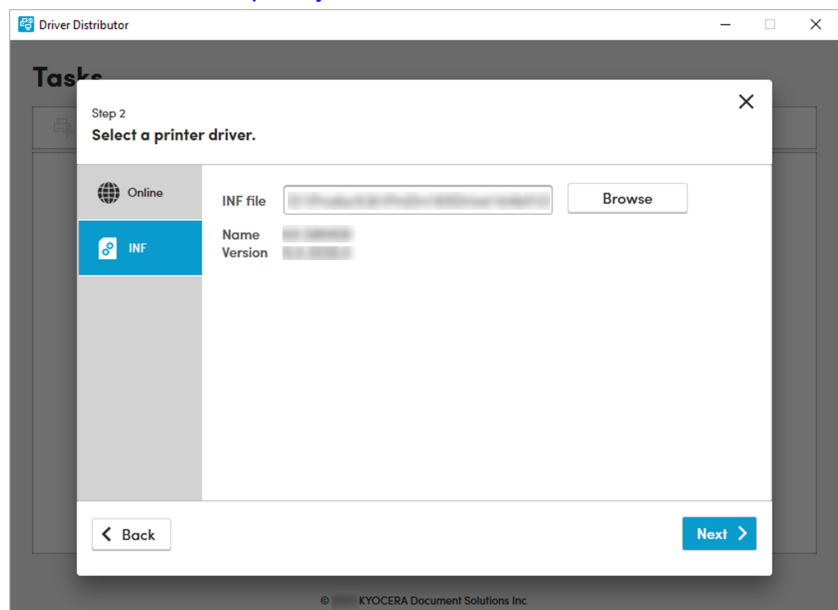 Driver Distributor
Tasks
Step 2
Select a printer driver.
Online
INF
INF file
Browse
Name
Version
Back
Next
© KYOCERA Document Solutions Inc.